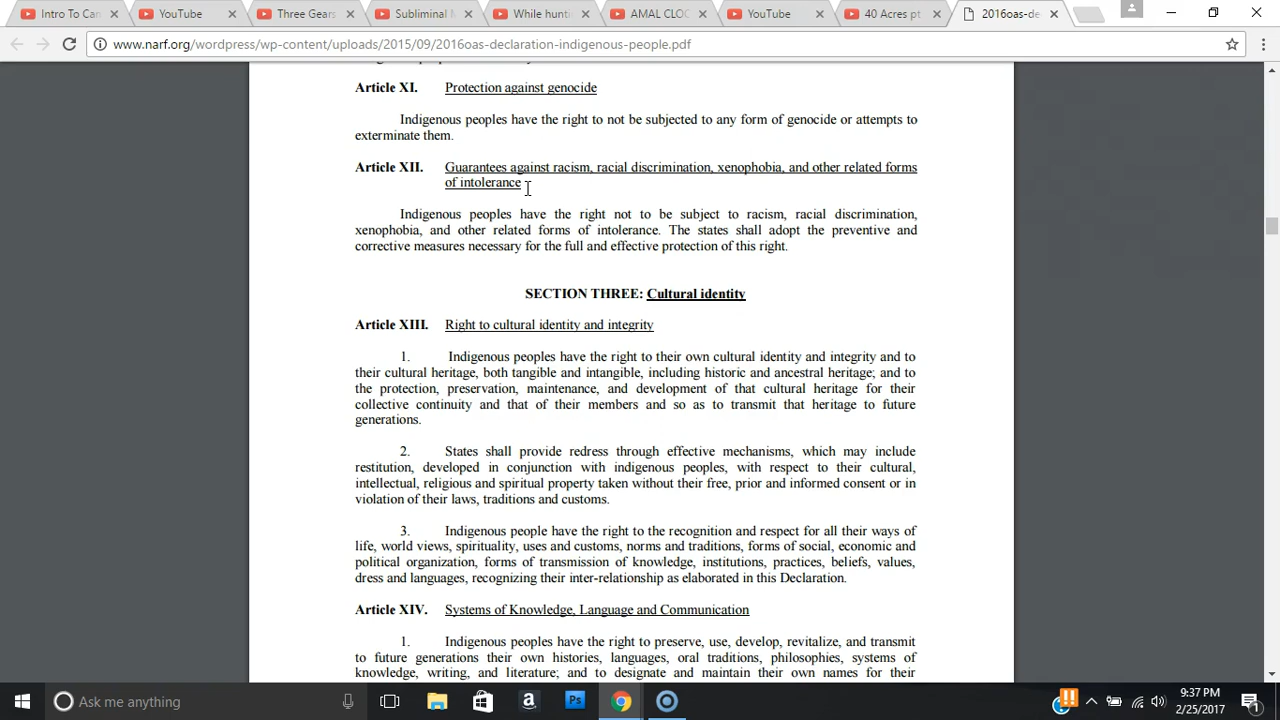 Intro To Can
YouTube
Three Gears
Subliminal M
While hunti
AMAL CLOC
YouTube
40 Acres pt
2016oas-de
www.narf.org/wordpress/wp-content/uploads/2015/09/2016oas-declaration-indigenous-people.pdf
Article XI. Protection against genocide
Indigenous peoples have the right to not be subjected to any form of genocide or attempts to
exterminate them.
Article XII. Guarantees against racism, racial discrimination, xenophobia, and other related forms
of intolerance
Indigenous peoples have the right not to be subject to racism, racial discrimination,
xenophobia, and other related forms of intolerance. The states shall adopt the preventive and
corrective measures necessary for the full and effective protection of this right.
SECTION THREE: Cultural identity
Article XIII. Right to cultural identity and integrity
1. Indigenous peoples have the right to their own cultural identity and integrity and to
their cultural heritage, both tangible and intangible, including historic and ancestral heritage; and to
the protection, preservation, maintenance, and development of that cultural heritage for their
collective continuity and that of their members and so as to transmit that heritage to future
generations.
2. States shall provide redress through effective mechanisms, which may include
restitution, developed in conjunction with indigenous peoples, with respect to their cultural,
intellectual, religious and spiritual property taken without their free, prior and informed consent or in
violation of their laws, traditions and customs.
3. Indigenous people have the right to the recognition and respect for all their ways of
life, world views, spirituality, uses and customs, norms and traditions, forms of social, economic and
political organization, forms of transmission of knowledge, institutions, practices, beliefs, values,
dress and languages, recognizing their inter-relationship as elaborated in this Declaration.
Article XIV. Systems of Knowledge, Language and Communication
1. Indigenous peoples have the right to preserve, use, develop, revitalize, and transmit
to future generations their own histories, languages, oral traditions, philosophies, systems of
knowledge, writing, and literature; and to designate and maintain their own names for their
Ask me anything
9:37 PM
2/25/2017